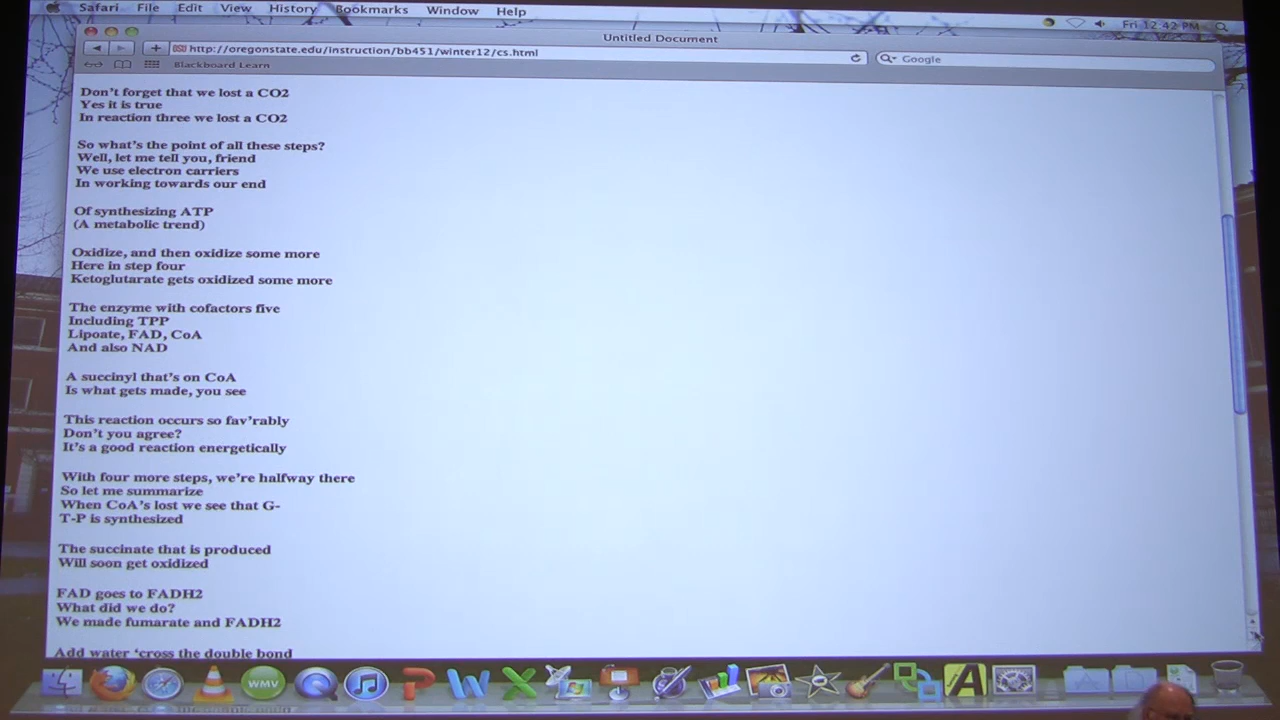 Safari File Edit View History Bookmarks Window Help Fri 12:42 PM
Untitled Document
OSU http://oregonstate.edu/instruction/bb451/winter12/cs.html
Google
Blackboard Learn
Don't forget that we lost a CO2
Yes it is true
In reaction three we lost a CO2
So what's the point of all these steps?
Well, let me tell you, friend
We use electron carriers
In working towards our end
Of synthesizing ATP
(A metabolic trend)
Oxidize, and then oxidize some more
Here in step four
Ketoglutarate gets oxidized some more
The enzyme with cofactors five
Including TPP
Lipoate, FAD, CoA
And also NAD
A succinyl that's on CoA
Is what gets made, you see
This reaction occurs so fav'rably
Don't you agree?
It's a good reaction energetically
With four more steps, we're halfway there
So let me summarize
When CoA's lost we see that G-
T-P is synthesized
The succinate that is produced
Will soon get oxidized
FAD goes to FADH2
What did we do?
We made fumarate and FADH2
Add water 'cross the double bond
WMV